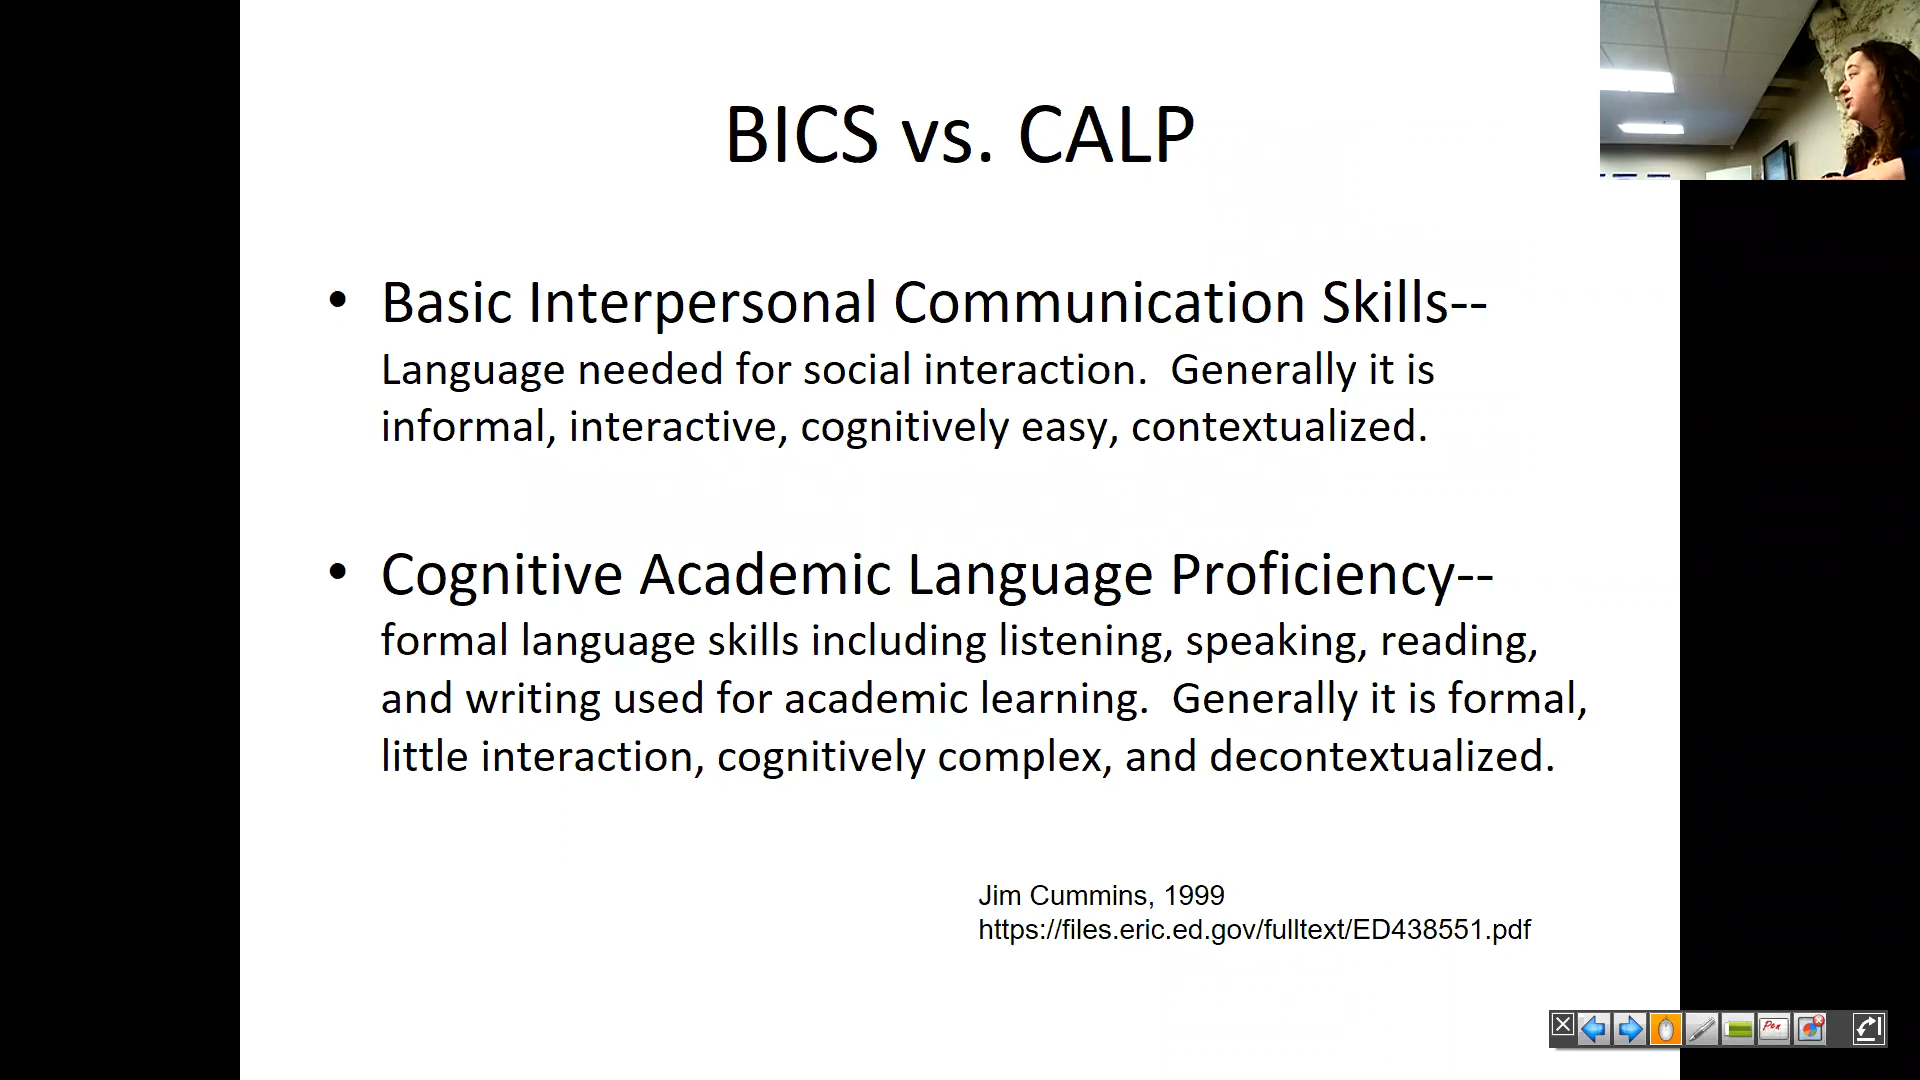 BICS vs. CALP
• Basic Interpersonal Communication Skills--
Language needed for social interaction.  Generally it is
informal, interactive, cognitively easy, contextualized.
• Cognitive Academic Language Proficiency--
formal language skills including listening, speaking, reading,
and writing used for academic learning.  Generally it is formal,
little interaction, cognitively complex, and decontextualized.
Jim Cummins, 1999
https://files.eric.ed.gov/fulltext/ED438551.pdf
Pen